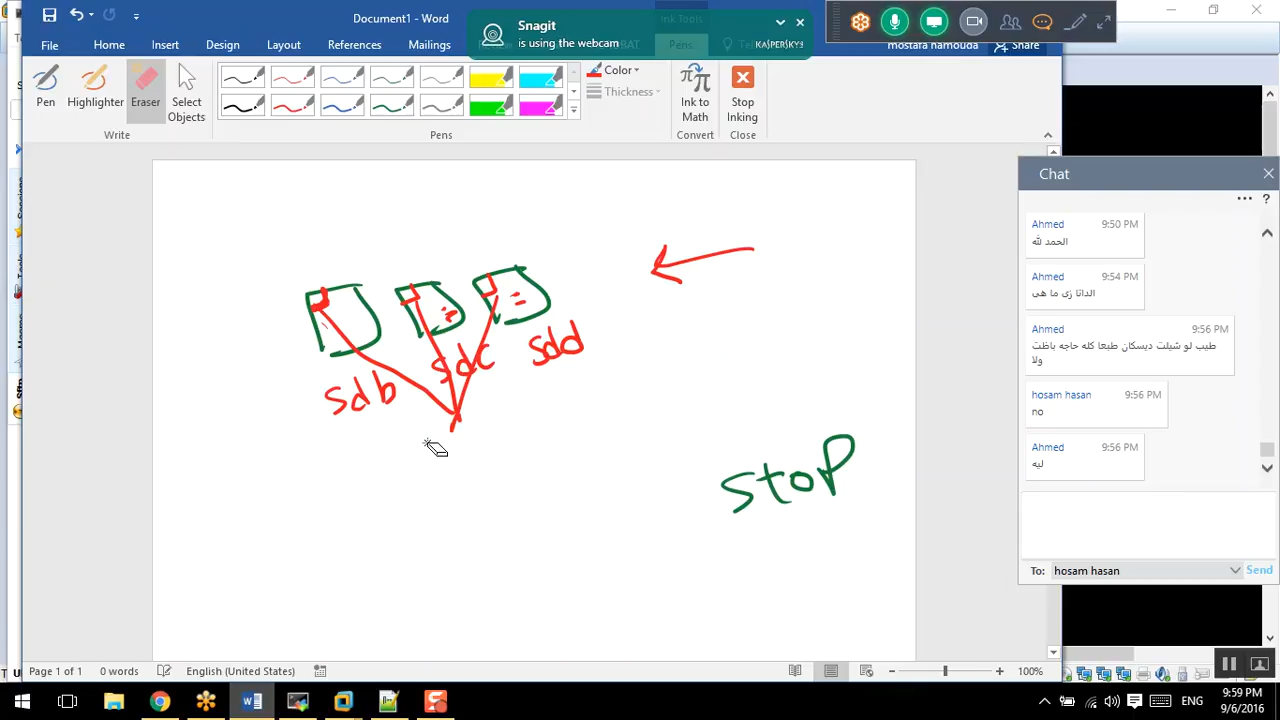 Document1 - Word
Ink Tools
Snagit
is using the webcam
KASPERSKY
File
Home
Insert
Design
Layout
References
Mailings
Pens
mostafa hamouda
Share
Pen
Highlighter
Eraser
Select
Objects
Color
Thickness
Ink to
Math
Stop
Inking
Write
Pens
Convert
Close
sdb
sdc
sdd
stop
Chat
Ahmed 9:50 PM
الحمد لله
Ahmed 9:54 PM
الداتا زى ما هى
Ahmed 9:56 PM
طيب لو شيلت ديسكان طبعا كله حاجه باظت
ولا
hosam hasan 9:56 PM
no
Ahmed 9:56 PM
ليه
To: hosam hasan
Send
Page 1 of 1
0 words
English (United States)
100%
ENG
9:59 PM
9/6/2016